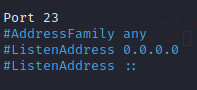 Port 23
#AddressFamily any
#ListenAddress 0.0.0.0
#ListenAddress ::